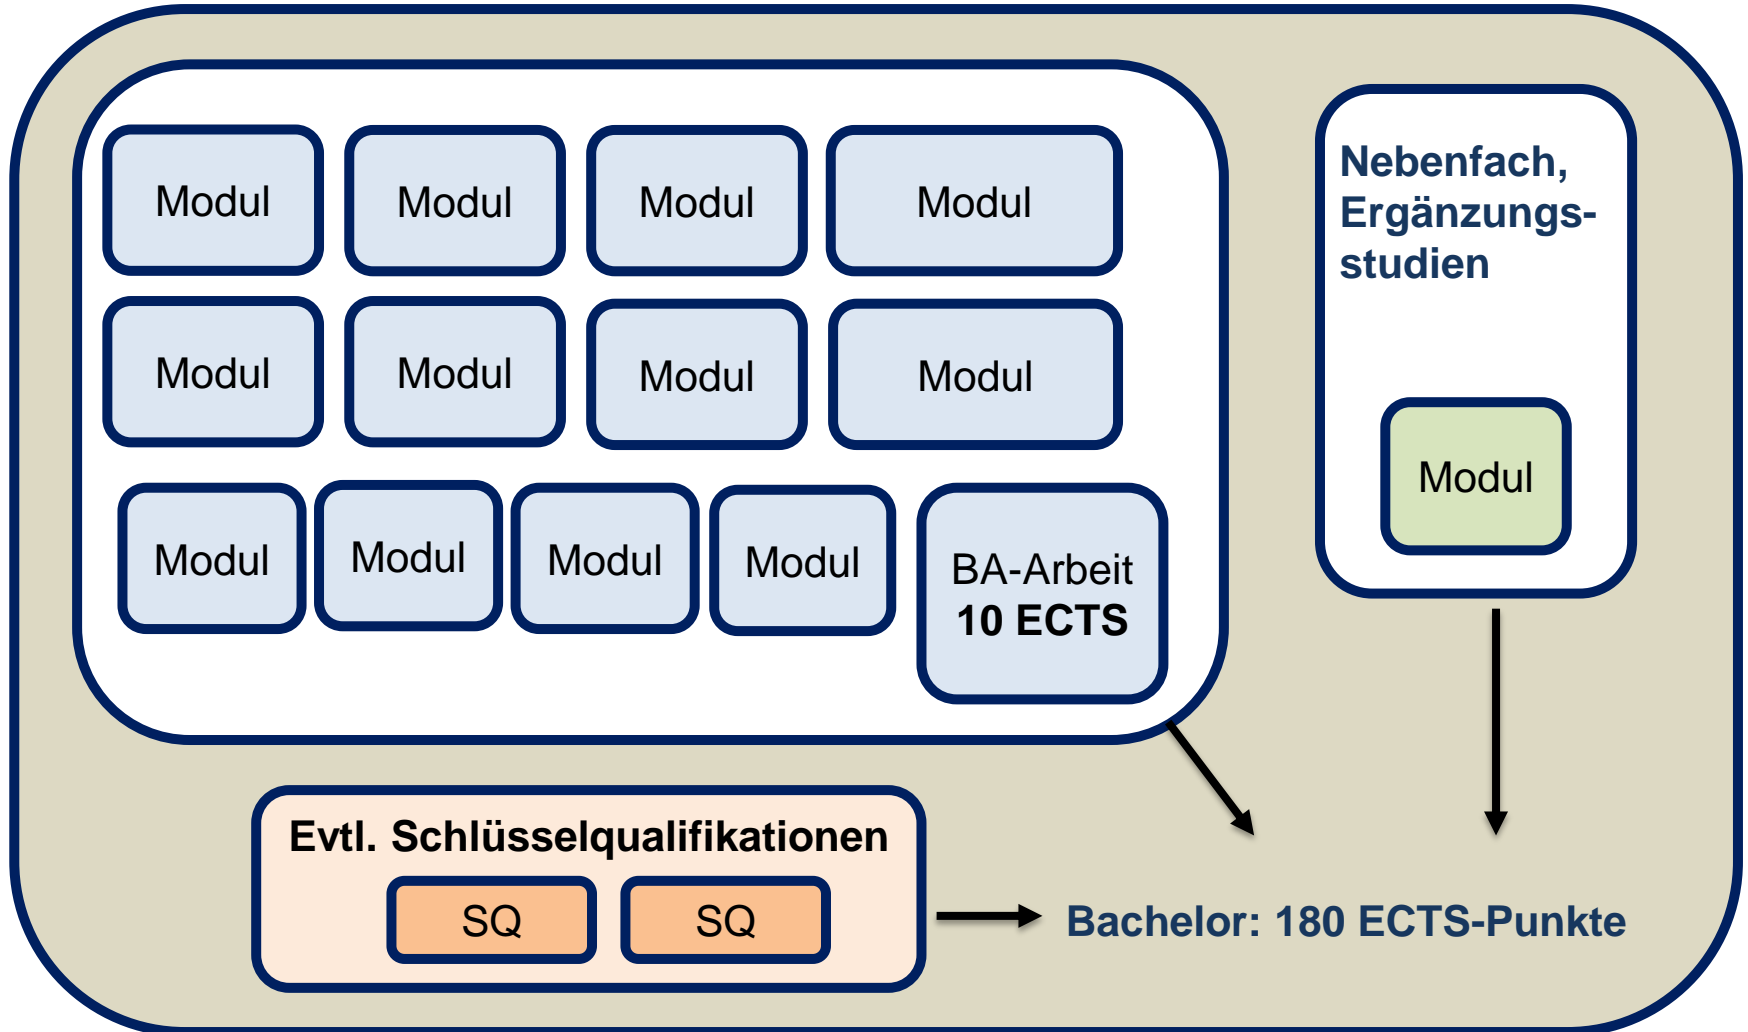 Modul
Modul
Modul
Modul
Modul
Modul
Modul
Modul
Modul
Modul
Modul
Modul
BA-Arbeit
10 ECTS
Nebenfach,
Ergänzungs-
studien
Modul
Evtl. Schlüsselqualifikationen
SQ
SQ
Bachelor: 180 ECTS-Punkte